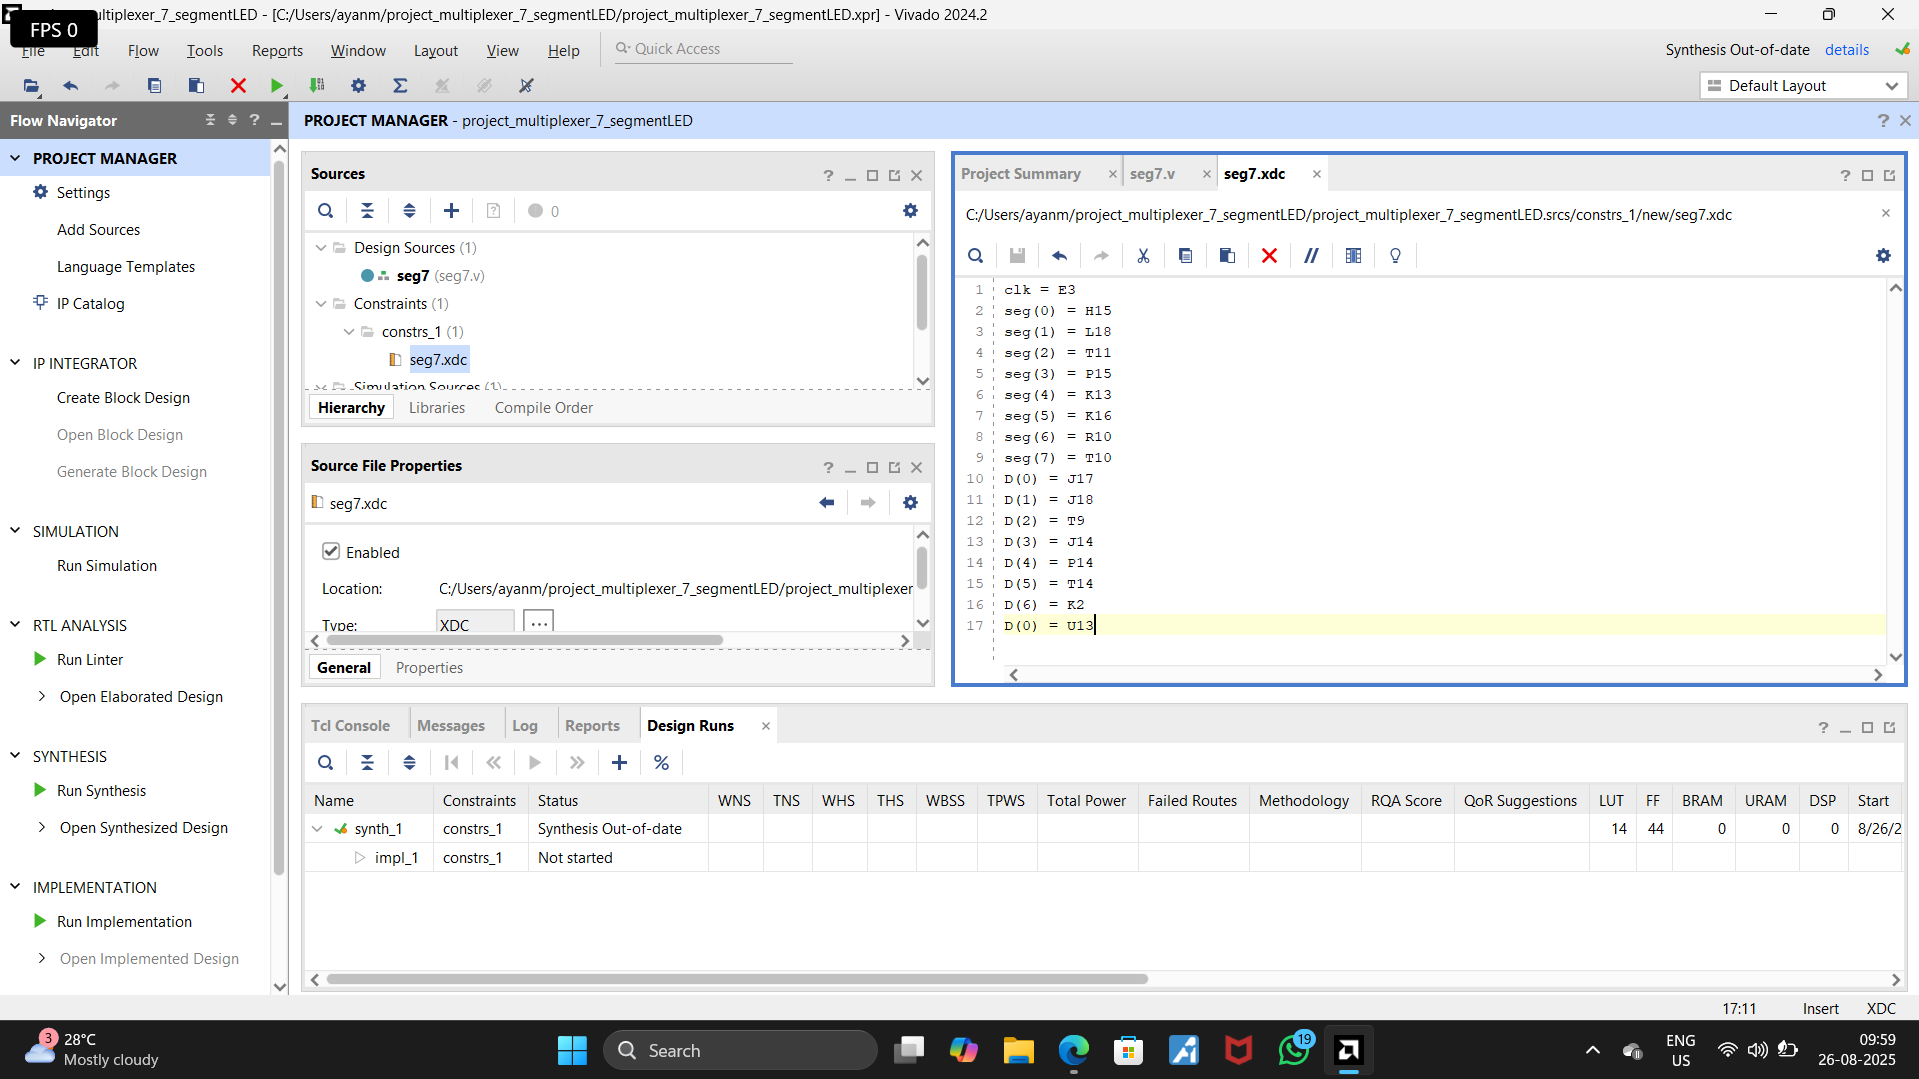 multiplexer_7_segmentLED - [C:/Users/ayanm/project_multiplexer_7_segmentLED/project_multiplexer_7_segmentLED.xpr] - Vivado 2024.2
FPS 0
File Edit Flow Tools Reports Window Layout View Help Quick Access
Synthesis Out-of-date details
Default Layout
Flow Navigator
PROJECT MANAGER - project_multiplexer_7_segmentLED
PROJECT MANAGER
Settings
Add Sources
Language Templates
IP Catalog
IP INTEGRATOR
Create Block Design
Open Block Design
Generate Block Design
SIMULATION
Run Simulation
RTL ANALYSIS
Run Linter
Open Elaborated Design
SYNTHESIS
Run Synthesis
Open Synthesized Design
IMPLEMENTATION
Run Implementation
Open Implemented Design
Sources
0
Design Sources (1)
seg7 (seg7.v)
Constraints (1)
constrs_1 (1)
seg7.xdc
Simulation Sources (1)
Hierarchy Libraries Compile Order
Source File Properties
seg7.xdc
Enabled
Location: C:/Users/ayanm/project_multiplexer_7_segmentLED/project_multiplexer
Type: XDC
General Properties
Project Summary seg7.v seg7.xdc
C:/Users/ayanm/project_multiplexer_7_segmentLED/project_multiplexer_7_segmentLED.srcs/constrs_1/new/seg7.xdc
1 clk = E3
2 seg(0) = H15
3 seg(1) = L18
4 seg(2) = T11
5 seg(3) = P15
6 seg(4) = K13
7 seg(5) = K16
8 seg(6) = R10
9 seg(7) = T10
10 D(0) = J17
11 D(1) = J18
12 D(2) = T9
13 D(3) = J14
14 D(4) = P14
15 D(5) = T14
16 D(6) = K2
17 D(0) = U13
Tcl Console Messages Log Reports Design Runs
Name Constraints Status WNS TNS WHS THS WBSS TPWS Total Power Failed Routes Methodology RQA Score QoR Suggestions LUT FF BRAM URAM DSP Start
synth_1 constrs_1 Synthesis Out-of-date 14 44 0 0 0 8/26/2
impl_1 constrs_1 Not started
17:11 Insert XDC
3
28°C
Mostly cloudy
Search
19
ENG
US
09:59
26-08-2025